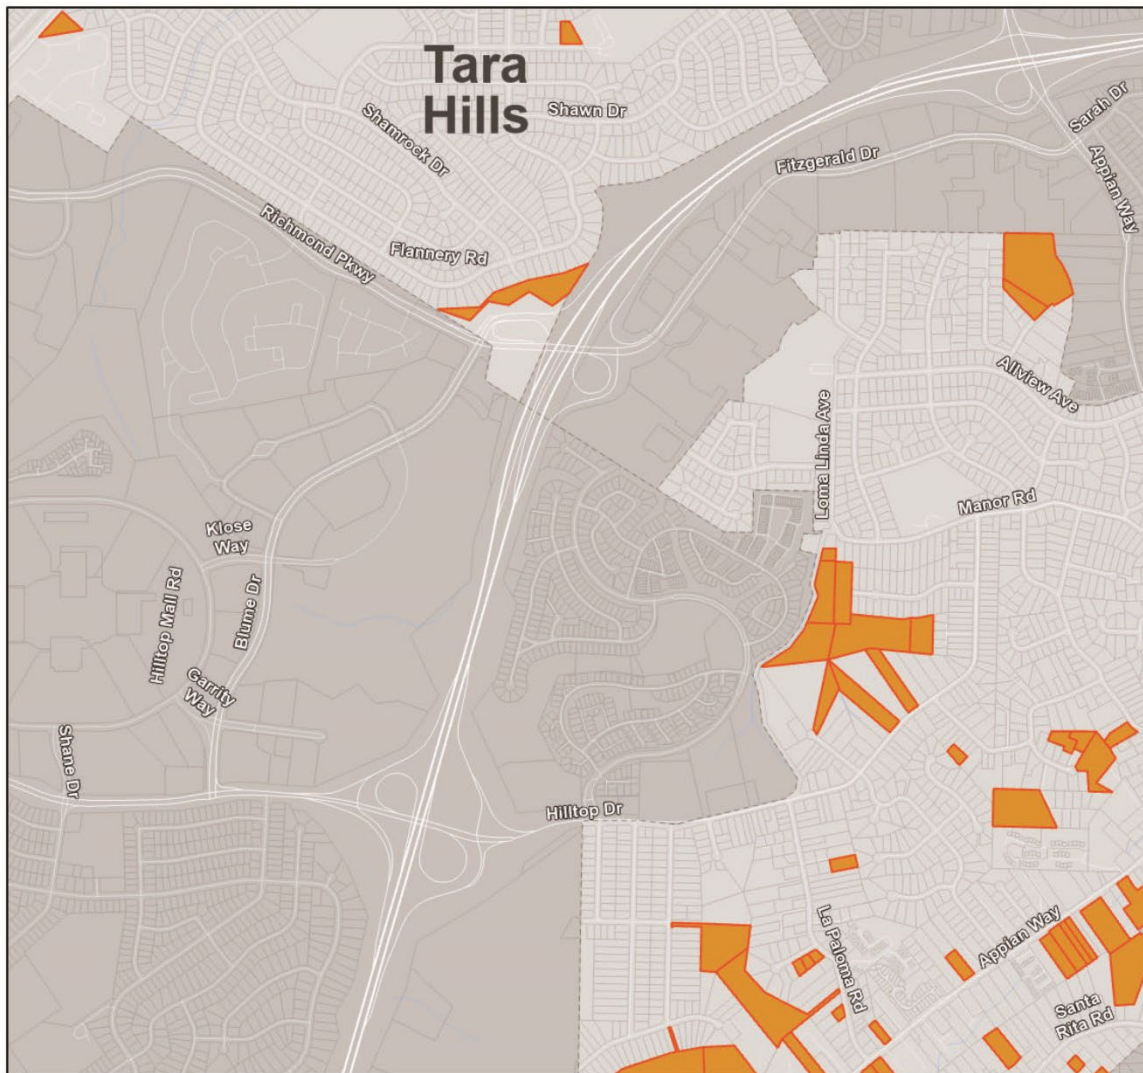 Tara
Hills
Shawn Dr
Shamrock Dr
Sarah Dr
Fitzgerald Dr
Appian Way
Richmond Pkwy
Flannery Rd
Allview Ave
Loma Linda Ave
Manor Rd
Klose
Way
Hilltop Mall Rd
Blume Dr
Garrity
Way
Shane Dr
Hilltop Dr
La Paloma Rd
Appian Way
Santa
Rita Rd